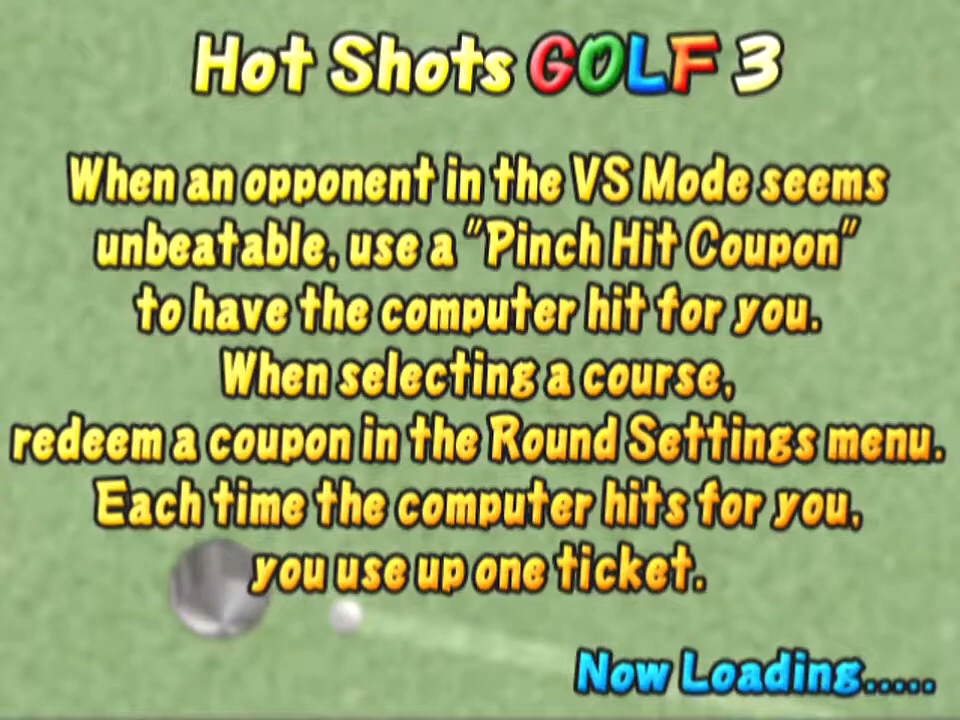 Hot Shots GOLF 3
When an opponent in the VS Mode seems
unbeatable, use a "Pinch Hit Coupon"
to have the computer hit for you.
When selecting a course,
redeem a coupon in the Round Settings menu.
Each time the computer hits for you,
you use up one ticket.
Now Loading.....